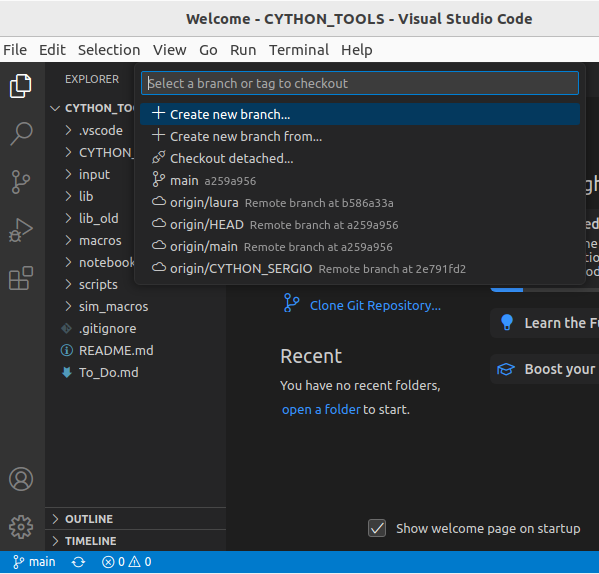 Welcome - CYTHON_TOOLS - Visual Studio Code
File Edit Selection View Go Run Terminal Help
EXPLORER
Select a branch or tag to checkout
Create new branch...
Create new branch from...
Checkout detached...
main a259a956
origin/laura Remote branch at b586a33a
origin/HEAD Remote branch at a259a956
origin/main Remote branch at a259a956
origin/CYTHON_SERGIO Remote branch at 2e791fd2
CYTHON_TO
.vscode
CYTHON_
input
lib
lib_old
macros
notebook
scripts
sim_macros
.gitignore
README.md
To_Do.md
Clone Git Repository...
Recent
You have no recent folders,
open a folder to start.
Learn the Fu
Boost your
Show welcome page on startup
OUTLINE
TIMELINE
main 0 0